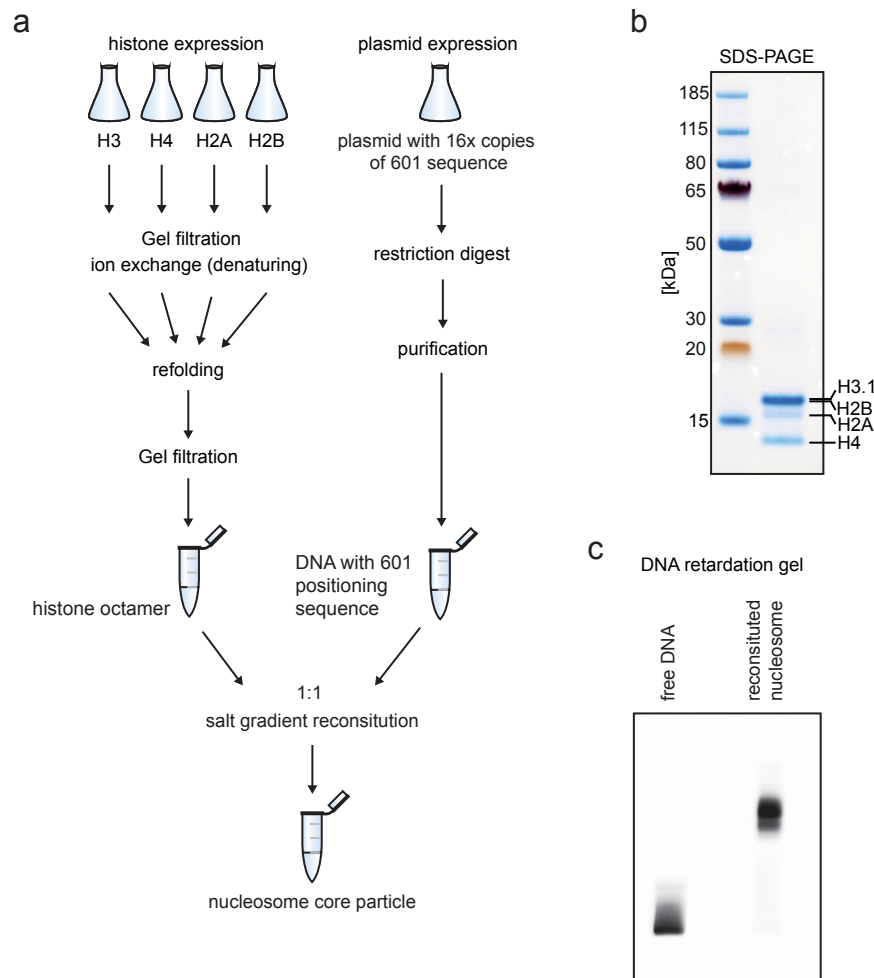 a
histone expression
H3 H4 H2A H2B
Gel filtration
ion exchange (denaturing)
refolding
Gel filtration
histone octamer
plasmid expression
plasmid with 16x copies
of 601 sequence
restriction digest
purification
DNA with 601
positioning
sequence
1:1
salt gradient reconsitution
nucleosome core particle
b
SDS-PAGE
[kDa]
185
115
80
65
50
30
20
15
H3.1
H2B
H2A
H4
c
DNA retardation gel
free DNA
reconsituted
nucleosome